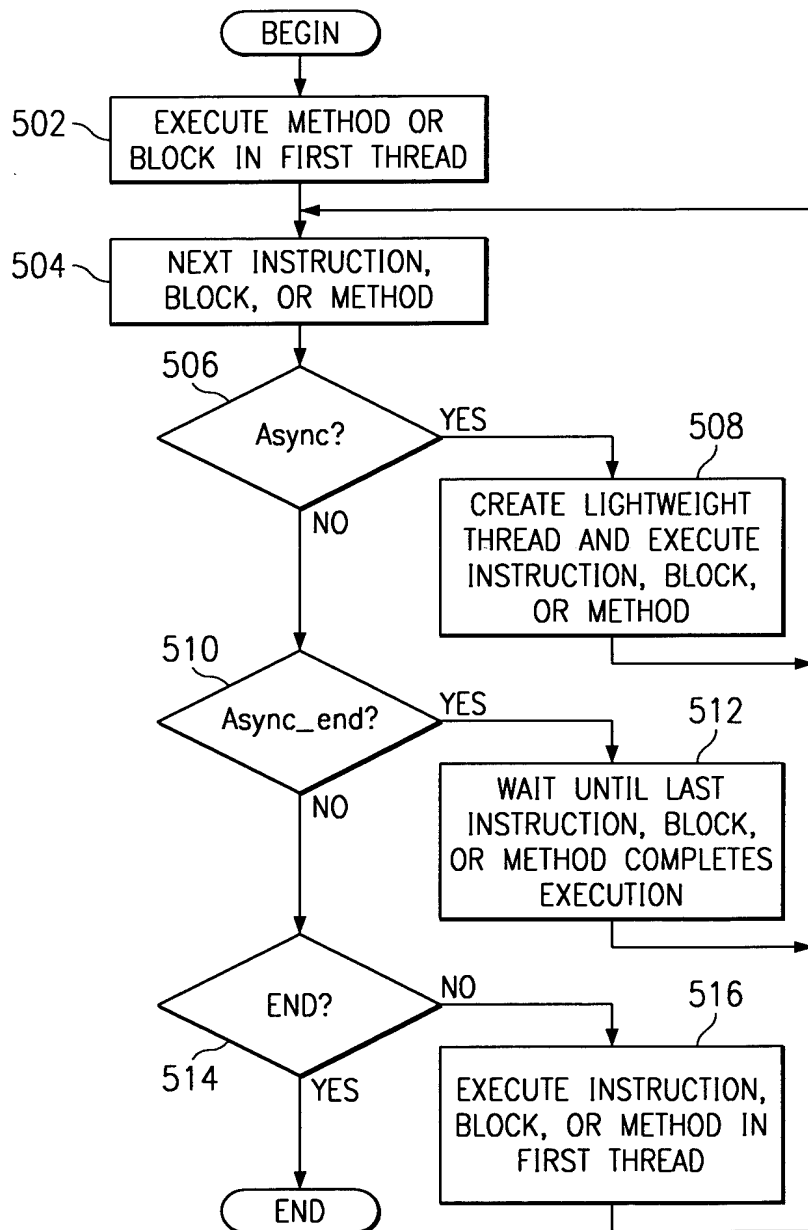 BEGIN
502
EXECUTE METHOD OR
BLOCK IN FIRST THREAD
504
NEXT INSTRUCTION,
BLOCK, OR METHOD
506
Async?
YES
NO
508
CREATE LIGHTWEIGHT
THREAD AND EXECUTE
INSTRUCTION, BLOCK,
OR METHOD
510
Async_end?
YES
NO
512
WAIT UNTIL LAST
INSTRUCTION, BLOCK,
OR METHOD COMPLETES
EXECUTION
END?
NO
514
YES
516
EXECUTE INSTRUCTION,
BLOCK, OR METHOD IN
FIRST THREAD
END